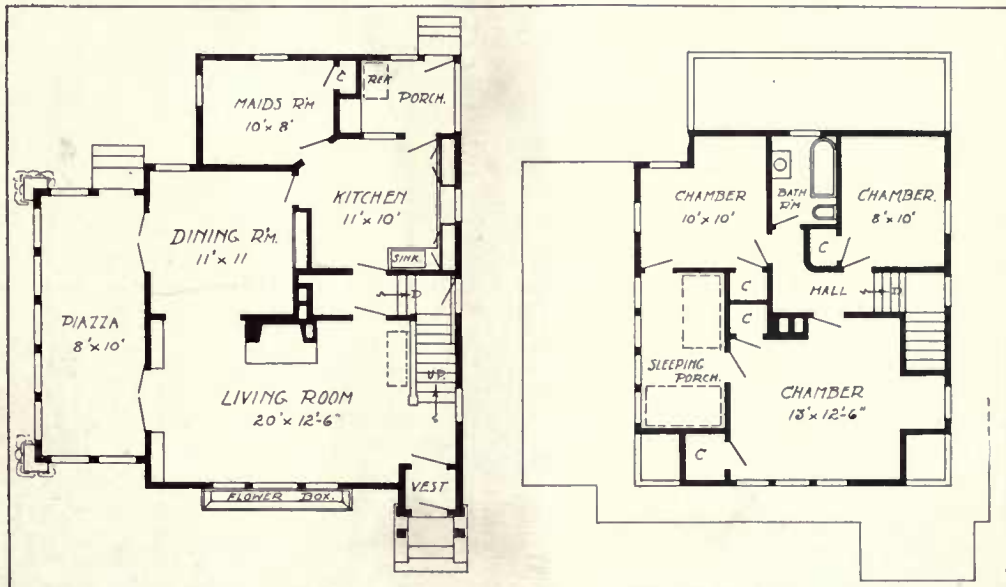 MAIDS R'M
10' x 8'
C
REF.
PORCH.
KITCHEN
11' x 10'
SINK
DINING R'M.
11' x 11
D
PIAZZA
8' x 10'
UP.
LIVING ROOM
20' x 12'-6"
VEST
FLOWER BOX.
CHAMBER
10' x 10'
BATH
R'M
CHAMBER.
8' x 10'
C
C
HALL
D
C
SLEEPING
PORCH.
CHAMBER
13' x 12'-6"
C